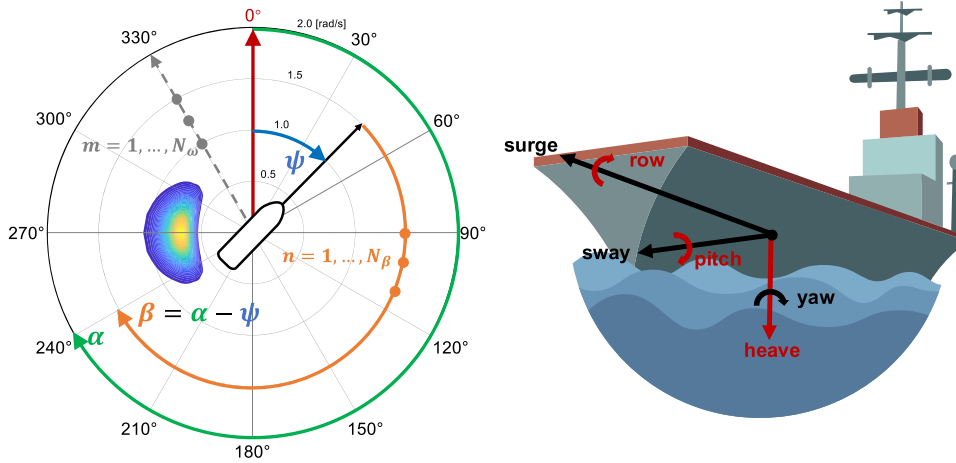 0°
2.0 [rad/s]
330°
30°
1.5
300°
m = 1, ..., N_ω
1.0
60°
ψ
0.5
270°
90°
n = 1, ..., N_β
β = α − ψ
α
240°
120°
210°
150°
180°
surge
row
sway
pitch
yaw
heave